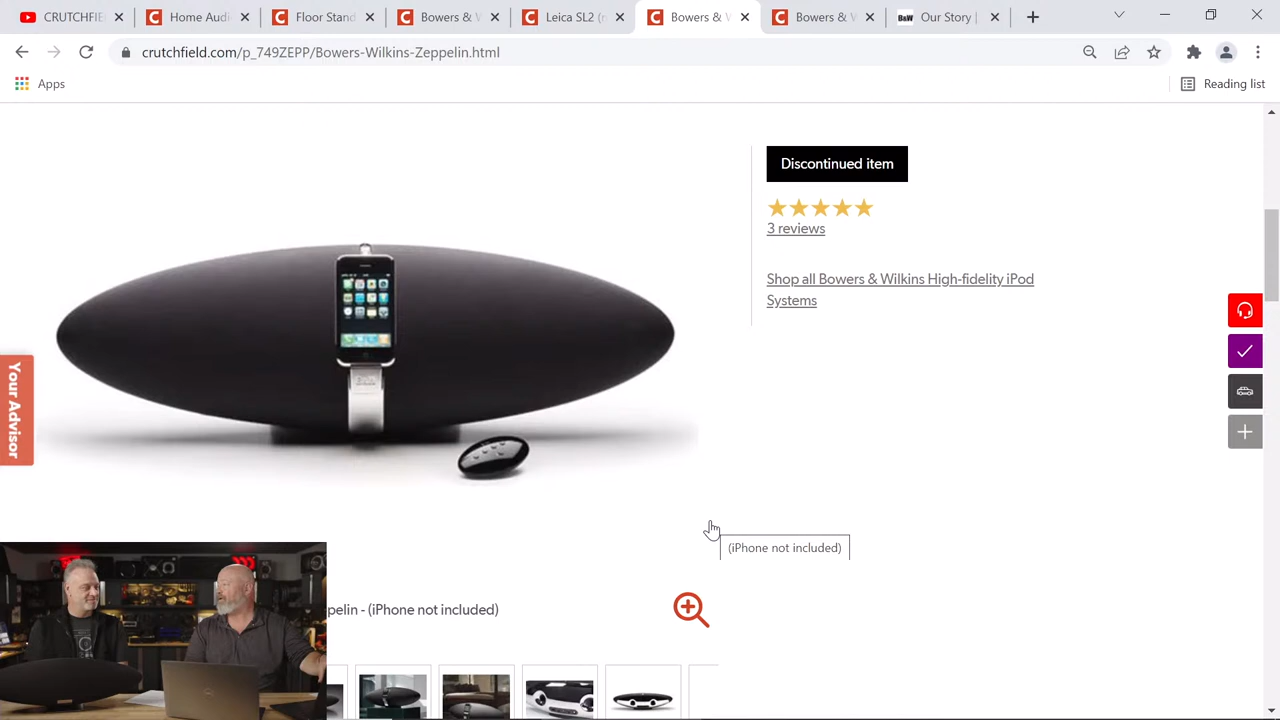 CRUTCHFIE
Home Audi
Floor Stand
Bowers &
Leica SL2 (n
Bowers &
Bowers & W
B&W Our Story |
crutchfield.com/p_749ZEPP/Bowers-Wilkins-Zeppelin.html
Apps
Reading list
Discontinued item
3 reviews
Shop all Bowers & Wilkins High-fidelity iPod
Systems
Your Advisor
(iPhone not included)
ppelin - (iPhone not included)